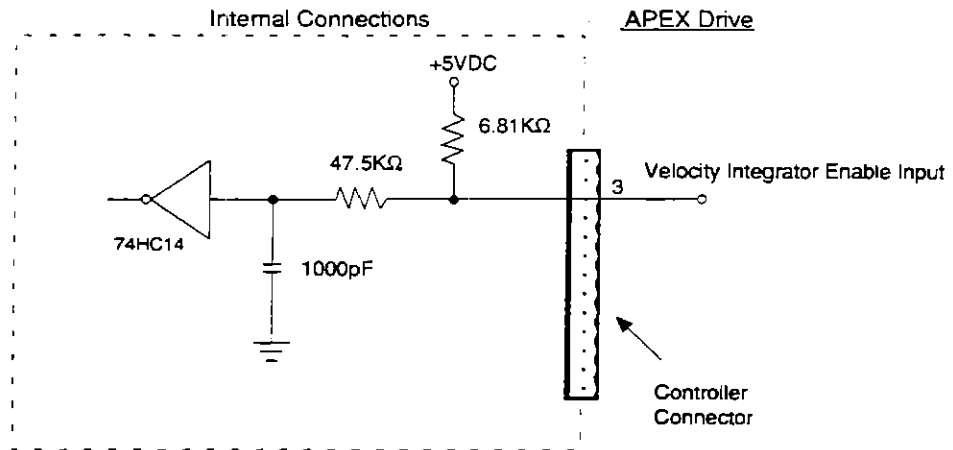 Internal Connections
APEX Drive
+5VDC
6.81KΩ
47.5KΩ
3
Velocity Integrator Enable Input
74HC14
1000pF
Controller
Connector